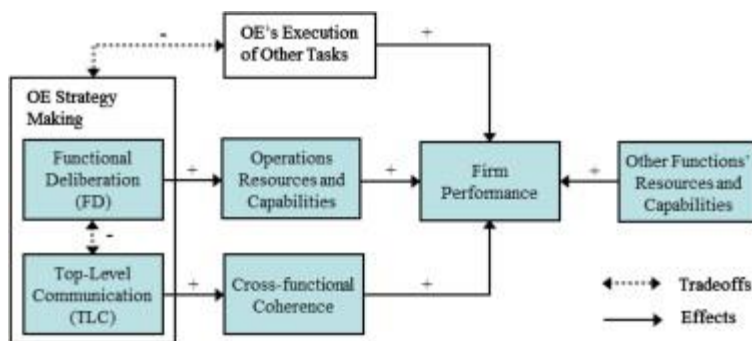 OE's Execution
of Other Tasks
-
+
OE Strategy
Making
Functional
Deliberation
(FD)
+
Operations
Resources and
Capabilities
+
Firm
Performance
+
Other Functions'
Resources and
Capabilities
-
Top-Level
Communication
(TLC)
+
Cross-functional
Coherence
+
Tradeoffs
Effects